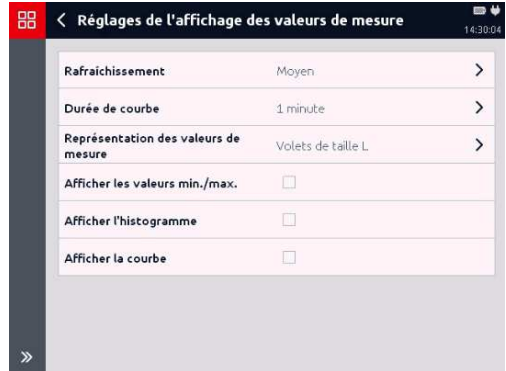 Réglages de l'affichage des valeurs de mesure
14:30:04
Rafraîchissement
Moyen
Durée de courbe
1 minute
Représentation des valeurs de
mesure
Volets de taille L
Afficher les valeurs min./max.
Afficher l'histogramme
Afficher la courbe